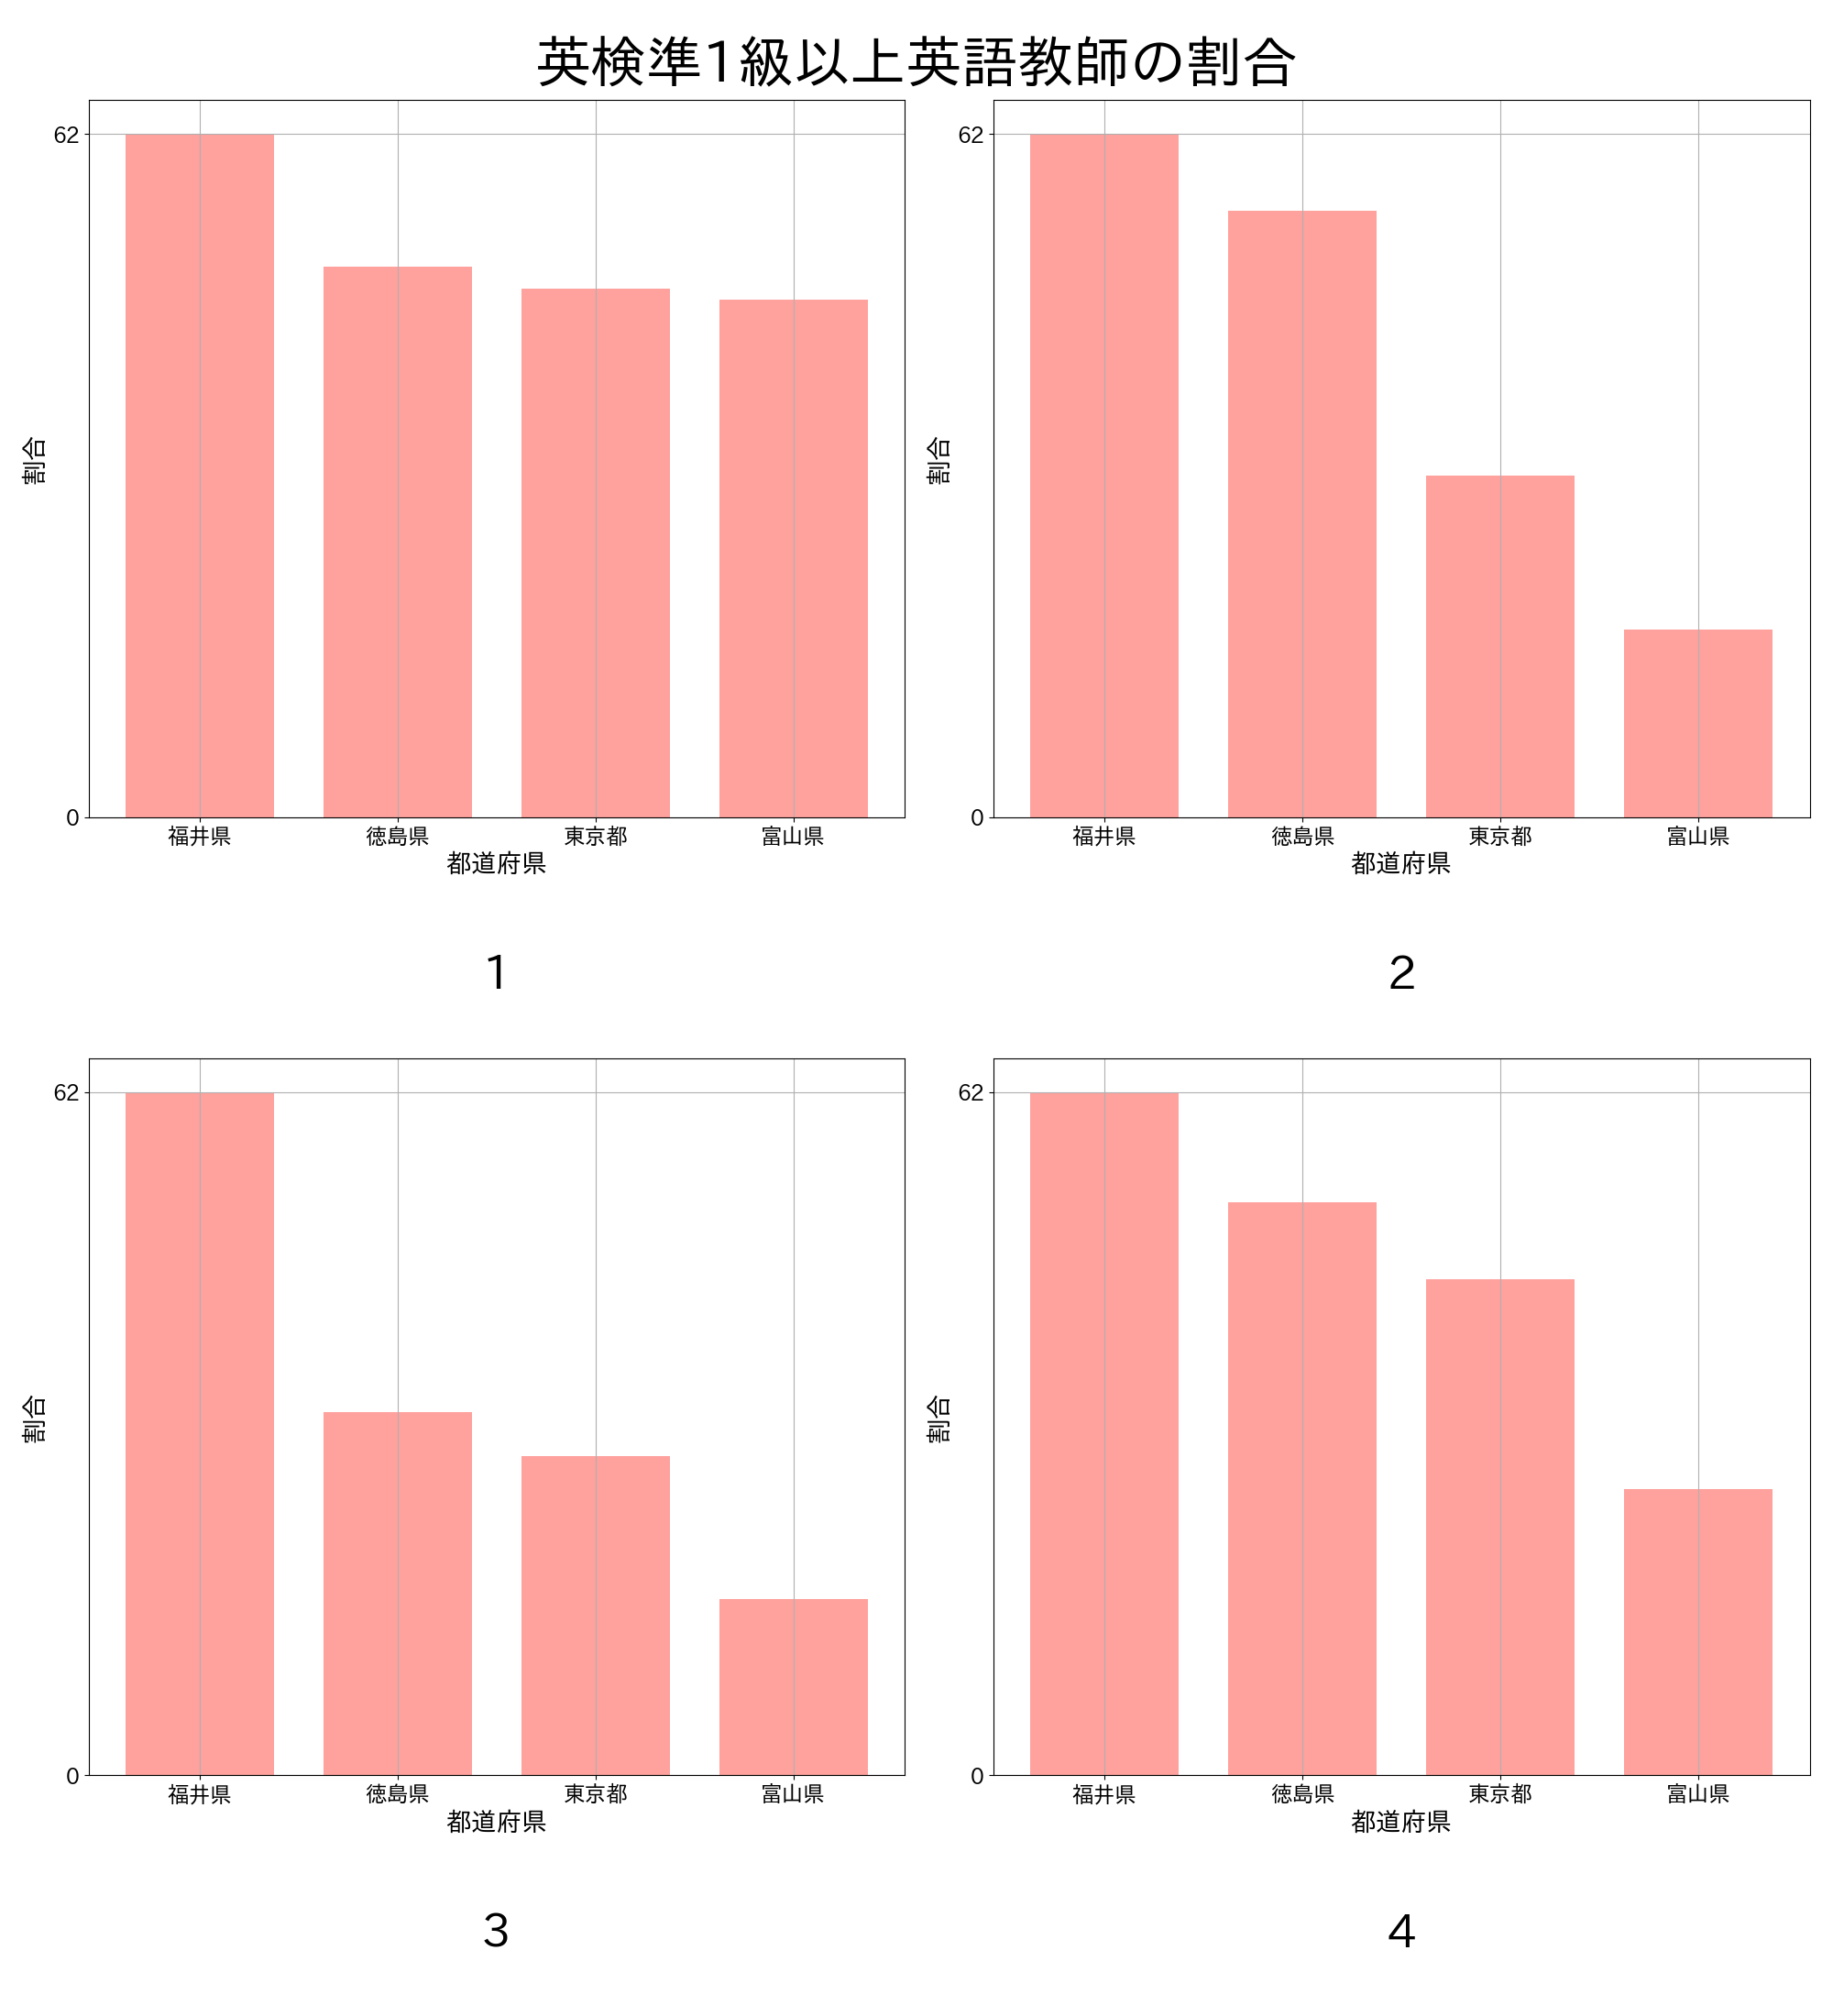 英検準1級以上英語教師の割合
62
0
割合
福井県 徳島県 東京都 富山県
都道府県
1
62
0
割合
福井県 徳島県 東京都 富山県
都道府県
2
62
0
割合
福井県 徳島県 東京都 富山県
都道府県
3
62
0
割合
福井県 徳島県 東京都 富山県
都道府県
4